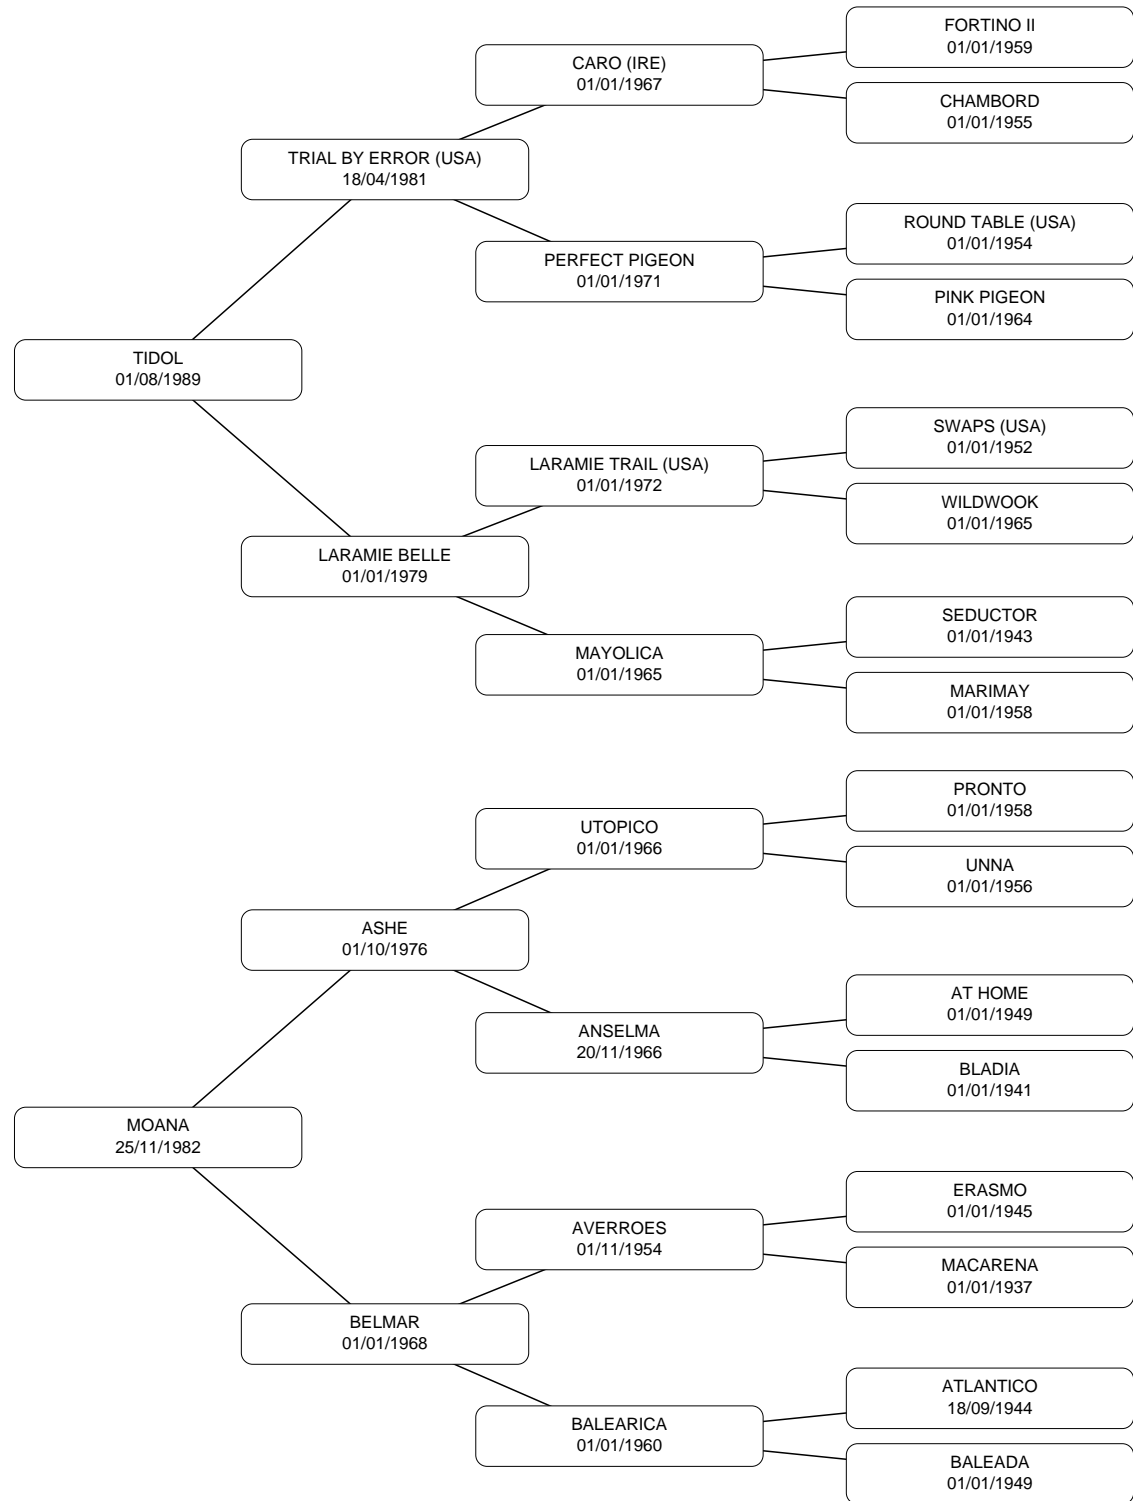 FORTINO II
01/01/1959
CARO (IRE)
01/01/1967
CHAMBORD
01/01/1955
TRIAL BY ERROR (USA)
18/04/1981
ROUND TABLE (USA)
01/01/1954
PERFECT PIGEON
01/01/1971
PINK PIGEON
01/01/1964
TIDOL
01/08/1989
SWAPS (USA)
01/01/1952
LARAMIE TRAIL (USA)
01/01/1972
WILDWOOK
01/01/1965
LARAMIE BELLE
01/01/1979
SEDUCTOR
01/01/1943
MAYOLICA
01/01/1965
MARIMAY
01/01/1958
PRONTO
01/01/1958
UTOPICO
01/01/1966
UNNA
01/01/1956
ASHE
01/10/1976
AT HOME
01/01/1949
ANSELMA
20/11/1966
BLADIA
01/01/1941
MOANA
25/11/1982
ERASMO
01/01/1945
AVERROES
01/11/1954
MACARENA
01/01/1937
BELMAR
01/01/1968
ATLANTICO
18/09/1944
BALEARICA
01/01/1960
BALEADA
01/01/1949